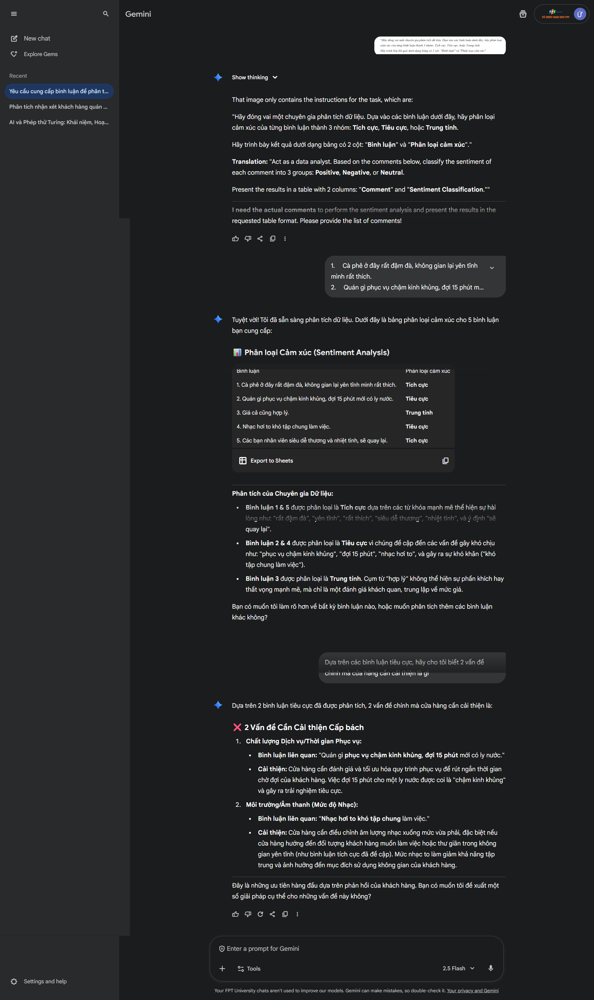 Gemini
TỔ CHỨC GIÁO DỤC FPT
Ứ
New chat
Explore Gems
Recent
Yêu cầu cung cấp bình luận để phân t...
Phân tích nhận xét khách hàng quán ...
AI và Phép thử Turing: Khái niệm, Hoạ...
"Hãy đóng vai một chuyên gia phân tích dữ liệu. Dựa vào các bình luận dưới đây, hãy phân loại
cảm xúc của từng bình luận thành 3 nhóm: Tích cực, Tiêu cực, hoặc Trung tính.
Hãy trình bày kết quả dưới dạng bảng có 2 cột: "Bình luận" và "Phân loại cảm xúc".
Show thinking
That image only contains the instructions for the task, which are:
"Hãy đóng vai một chuyên gia phân tích dữ liệu. Dựa vào các bình luận dưới đây, hãy phân loại
cảm xúc của từng bình luận thành 3 nhóm: Tích cực, Tiêu cực, hoặc Trung tính.
Hãy trình bày kết quả dưới dạng bảng có 2 cột: "Bình luận" và "Phân loại cảm xúc"."
Translation: "Act as a data analyst. Based on the comments below, classify the sentiment of
each comment into 3 groups: Positive, Negative, or Neutral.
Present the results in a table with 2 columns: "Comment" and "Sentiment Classification.""
I need the actual comments to perform the sentiment analysis and present the results in the
requested table format. Please provide the list of comments!
1. Cà phê ở đây rất đậm đà, không gian lại yên tĩnh
mình rất thích.
2. Quán gì phục vụ chậm kinh khủng, đợi 15 phút m...
Tuyệt vời! Tôi đã sẵn sàng phân tích dữ liệu. Dưới đây là bảng phân loại cảm xúc cho 5 bình luận
bạn cung cấp:
Phân loại Cảm xúc (Sentiment Analysis)
Bình luận Phân loại cảm xúc
1. Cà phê ở đây rất đậm đà, không gian lại yên tĩnh mình rất thích. Tích cực
2. Quán gì phục vụ chậm kinh khủng, đợi 15 phút mới có ly nước. Tiêu cực
3. Giá cả cũng hợp lý. Trung tính
4. Nhạc hơi to khó tập chung làm việc. Tiêu cực
5. Các bạn nhân viên siêu dễ thương và nhiệt tình, sẽ quay lại. Tích cực
Export to Sheets
Phân tích của Chuyên gia Dữ liệu:
• Bình luận 1 & 5 được phân loại là Tích cực dựa trên các từ khóa mạnh mẽ thể hiện sự hài
lòng như: "rất đậm đà", "yên tĩnh", "rất thích", "siêu dễ thương", "nhiệt tình", và ý định "sẽ
quay lại".
• Bình luận 2 & 4 được phân loại là Tiêu cực vì chúng đề cập đến các vấn đề gây khó chịu
như: "phục vụ chậm kinh khủng", "đợi 15 phút", "nhạc hơi to", và gây ra sự khó khăn ("khó
tập chung làm việc").
• Bình luận 3 được phân loại là Trung tính. Cụm từ "hợp lý" không thể hiện sự phấn khích hay
thất vọng mạnh mẽ, mà chỉ là một đánh giá khách quan, trung lập về mức giá.
Bạn có muốn tôi làm rõ hơn về bất kỳ bình luận nào, hoặc muốn phân tích thêm các bình luận
khác không?
Dựa trên các bình luận tiêu cực, hãy cho tôi biết 2 vấn đề
chính mà cửa hàng cần cải thiện là gì
Dựa trên 2 bình luận tiêu cực đã được phân tích, 2 vấn đề chính mà cửa hàng cần cải thiện là:
❌ 2 Vấn đề Cần Cải thiện Cấp bách
1. Chất lượng Dịch vụ/Thời gian Phục vụ:
• Bình luận liên quan: "Quán gì phục vụ chậm kinh khủng, đợi 15 phút mới có ly nước."
• Cải thiện: Cửa hàng cần đánh giá và tối ưu hóa quy trình phục vụ để rút ngắn thời gian
chờ đợi của khách hàng. Việc đợi 15 phút cho một ly nước được coi là "chậm kinh khủng"
và gây ra trải nghiệm tiêu cực.
2. Môi trường/Âm thanh (Mức độ Nhạc):
• Bình luận liên quan: "Nhạc hơi to khó tập chung làm việc."
• Cải thiện: Cửa hàng cần điều chỉnh âm lượng nhạc xuống mức vừa phải, đặc biệt nếu
cửa hàng hướng đến đối tượng khách hàng muốn làm việc hoặc thư giãn trong không
gian yên tĩnh (như bình luận tích cực đã đề cập). Mức nhạc to làm giảm khả năng tập
trung và ảnh hưởng đến mục đích sử dụng không gian của khách hàng.
Đây là những ưu tiên hàng đầu dựa trên phản hồi của khách hàng. Bạn có muốn tôi đề xuất một
số giải pháp cụ thể cho những vấn đề này không?
Enter a prompt for Gemini
Tools
2.5 Flash
Settings and help
Your FPT University chats aren't used to improve our models. Gemini can make mistakes, so double-check it. Your privacy and Gemini